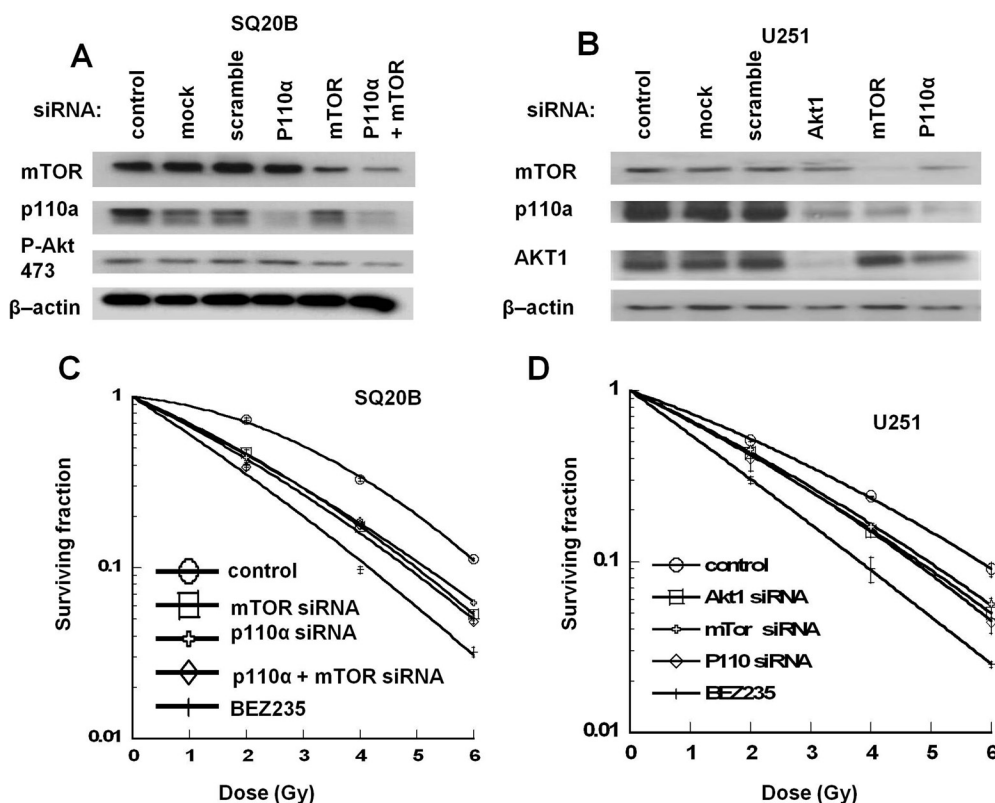 SQ20B
A
siRNA:
control
mock
scramble
P110α
mTOR
P110α
+ mTOR
mTOR
p110a
P-Akt
473
β–actin
U251
B
siRNA:
control
mock
scramble
Akt1
mTOR
P110α
mTOR
p110a
AKT1
β–actin
C
SQ20B
Surviving fraction
1
0.1
0.01
control
mTOR siRNA
p110α siRNA
p110α + mTOR siRNA
BEZ235
0 1 2 3 4 5 6
Dose (Gy)
D
U251
Surviving fraction
1
0.1
0.01
control
Akt1 siRNA
mTor siRNA
P110 siRNA
BEZ235
0 1 2 3 4 5 6
Dose (Gy)